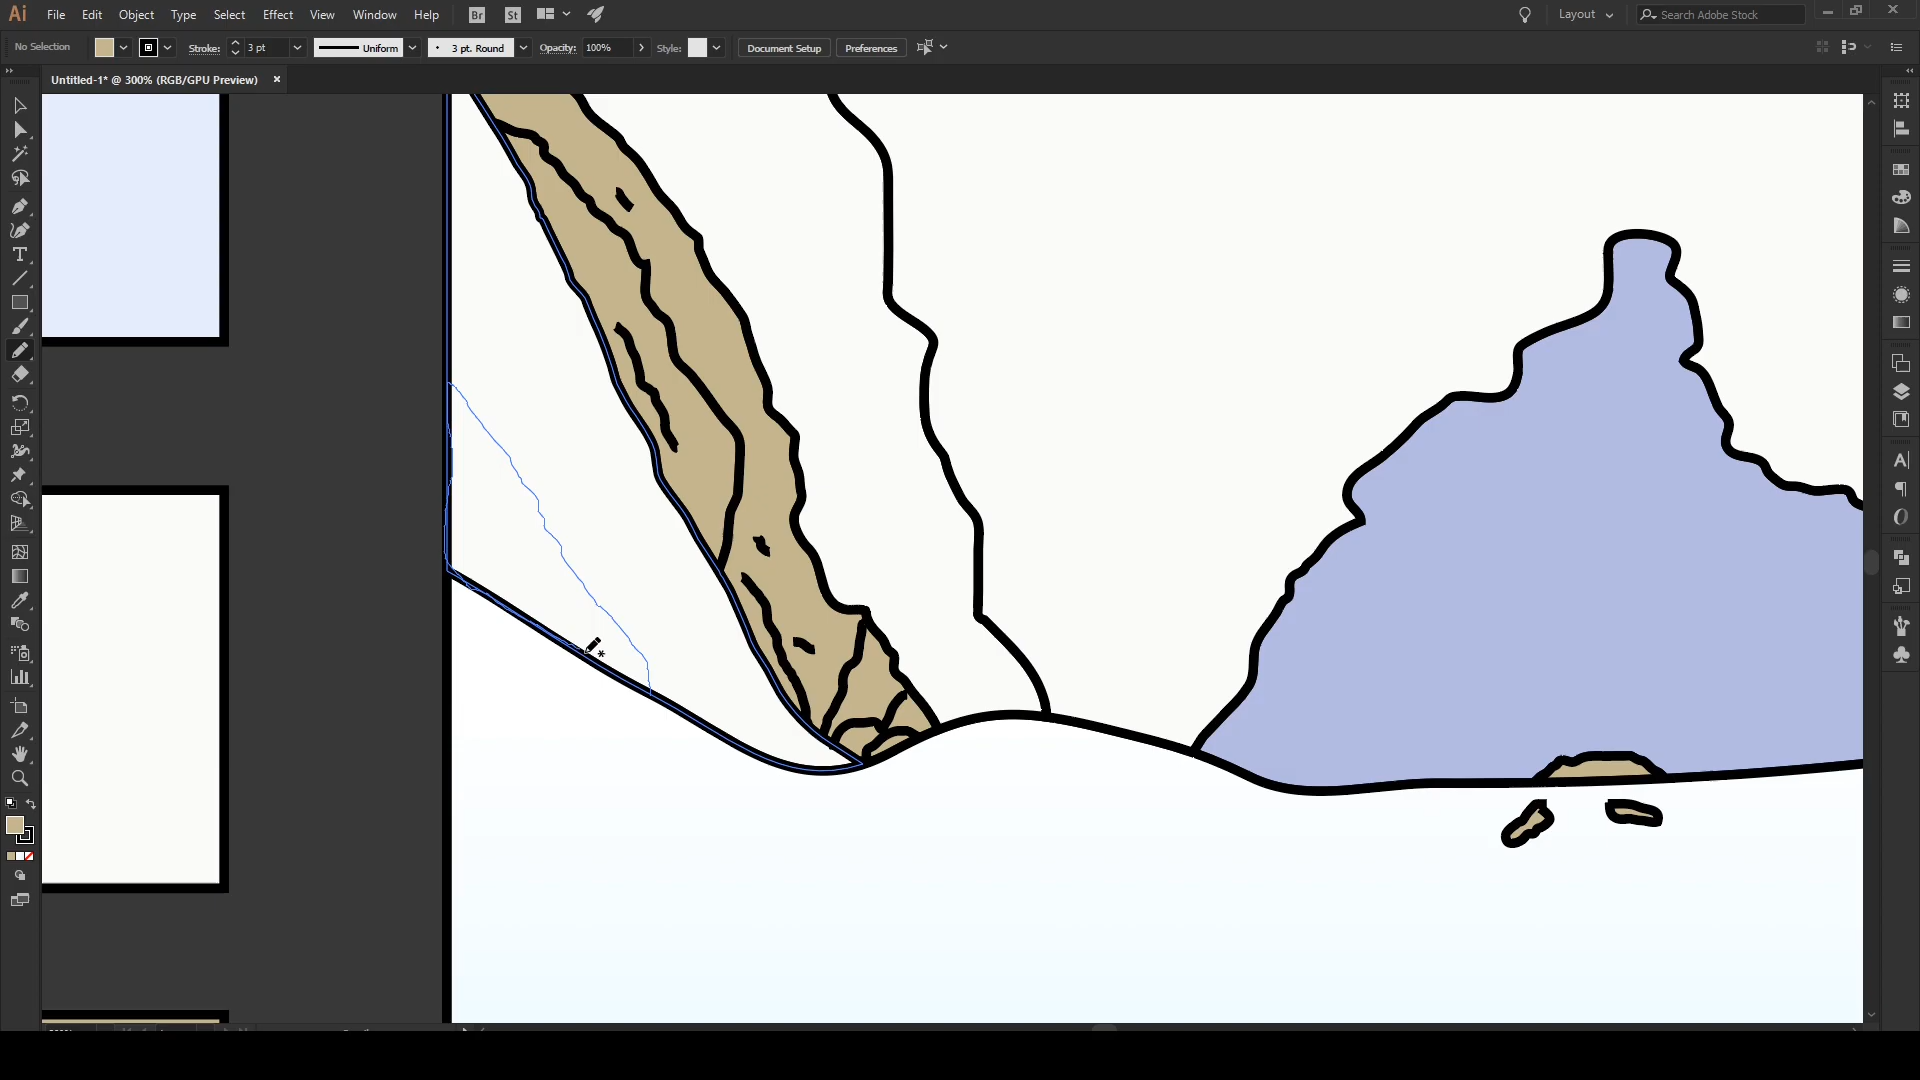 Ai File Edit Object Type Select Effect View Window Help Br St Layout Search Adobe Stock
No Selection Stroke: 3 pt Uniform 3 pt. Round Opacity: 100% Style: Document Setup Preferences
Untitled-1* @ 300% (RGB/GPU Preview)